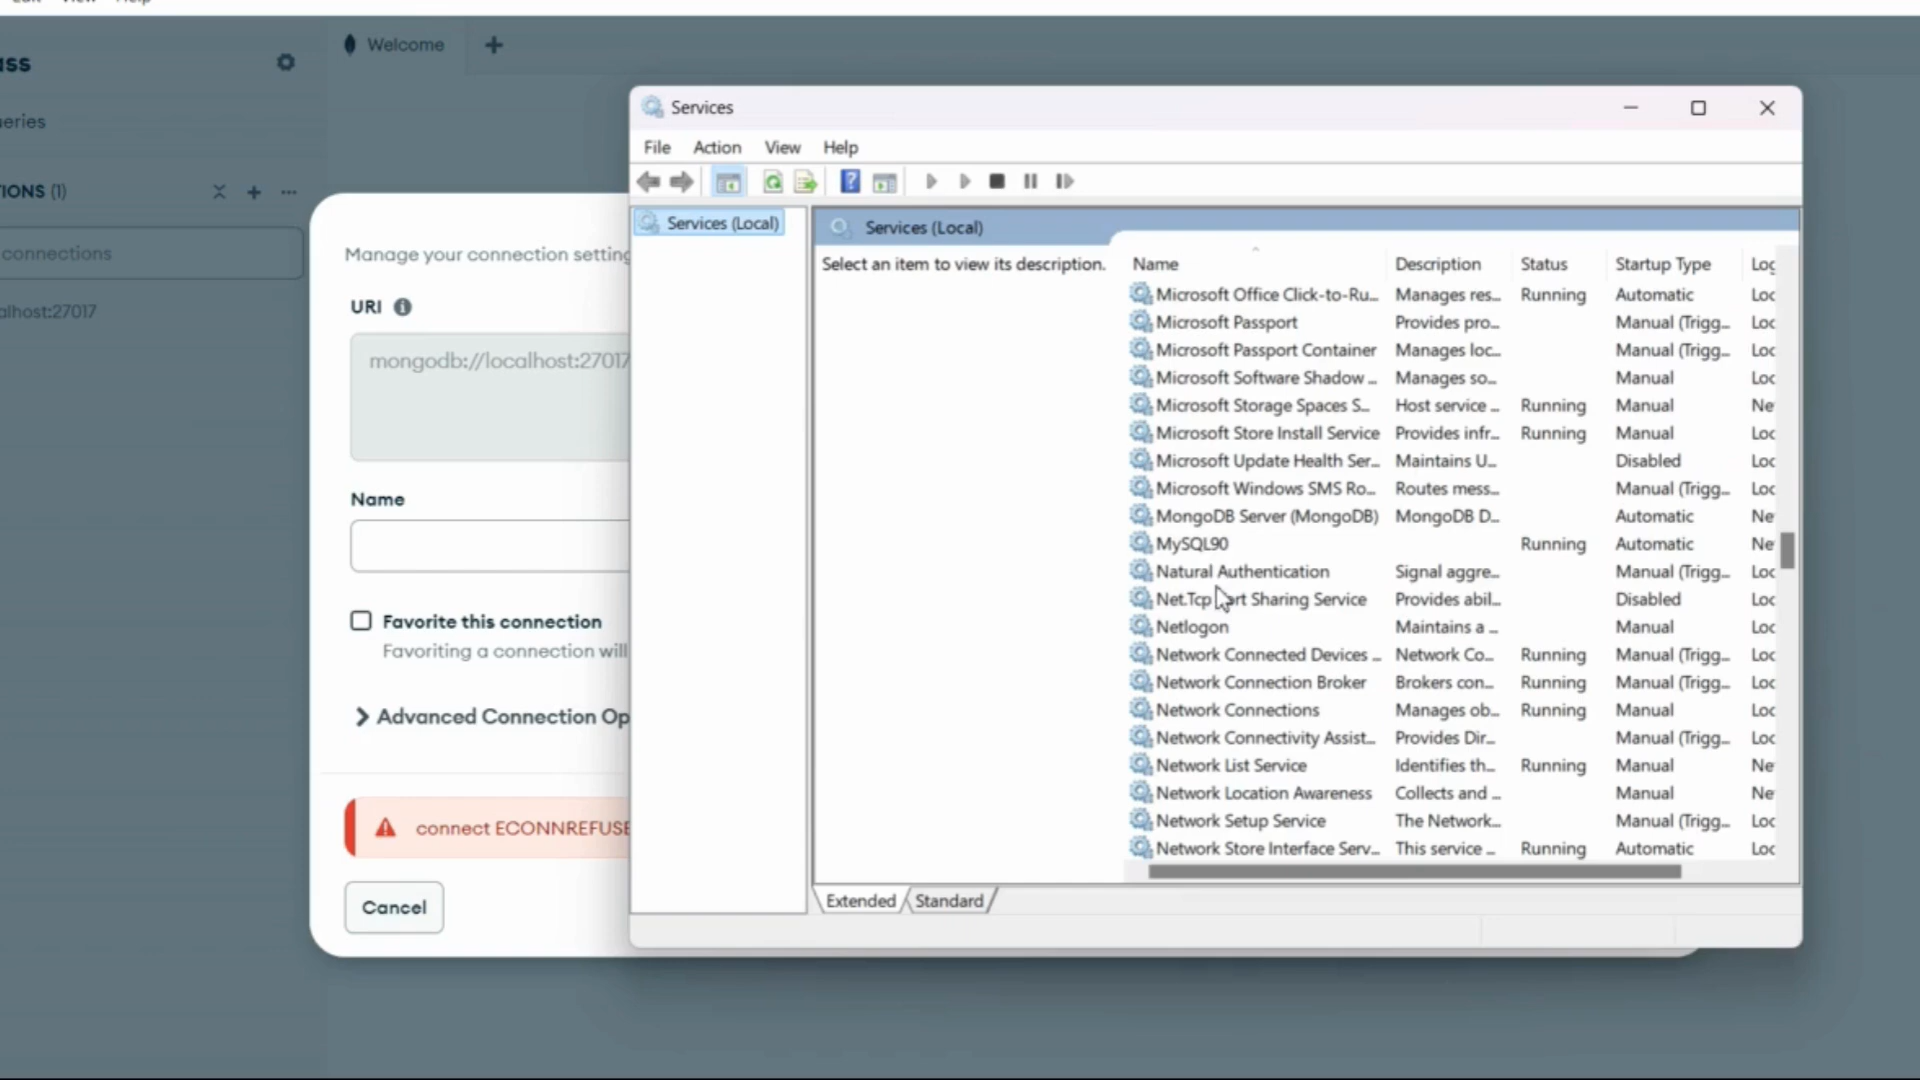 Edit View Help
ass
Welcome
ueries
TIONS (1)
connections
alhost:27017
Manage your connection setting
URI
mongodb://localhost:27017
Name
Favorite this connection
Favoriting a connection will
Advanced Connection Op
connect ECONNREFUSE
Cancel
Services
File Action View Help
Services (Local)
Services (Local)
Select an item to view its description.
Name Description Status Startup Type Log
Microsoft Office Click-to-Ru... Manages res... Running Automatic Loc
Microsoft Passport Provides pro... Manual (Trigg... Loc
Microsoft Passport Container Manages loc... Manual (Trigg... Loc
Microsoft Software Shadow ... Manages so... Manual Loc
Microsoft Storage Spaces S... Host service ... Running Manual Ne
Microsoft Store Install Service Provides infr... Running Manual Loc
Microsoft Update Health Ser... Maintains U... Disabled Loc
Microsoft Windows SMS Ro... Routes mess... Manual (Trigg... Loc
MongoDB Server (MongoDB) MongoDB D... Automatic Ne
MySQL90 Running Automatic Ne
Natural Authentication Signal aggre... Manual (Trigg... Loc
Net.Tcp Port Sharing Service Provides abil... Disabled Loc
Netlogon Maintains a ... Manual Loc
Network Connected Devices ... Network Co... Running Manual (Trigg... Loc
Network Connection Broker Brokers con... Running Manual (Trigg... Loc
Network Connections Manages ob... Running Manual Loc
Network Connectivity Assist... Provides Dir... Manual (Trigg... Loc
Network List Service Identifies th... Running Manual Ne
Network Location Awareness Collects and ... Manual Ne
Network Setup Service The Network... Manual (Trigg... Loc
Network Store Interface Serv... This service ... Running Automatic Loc
Extended Standard